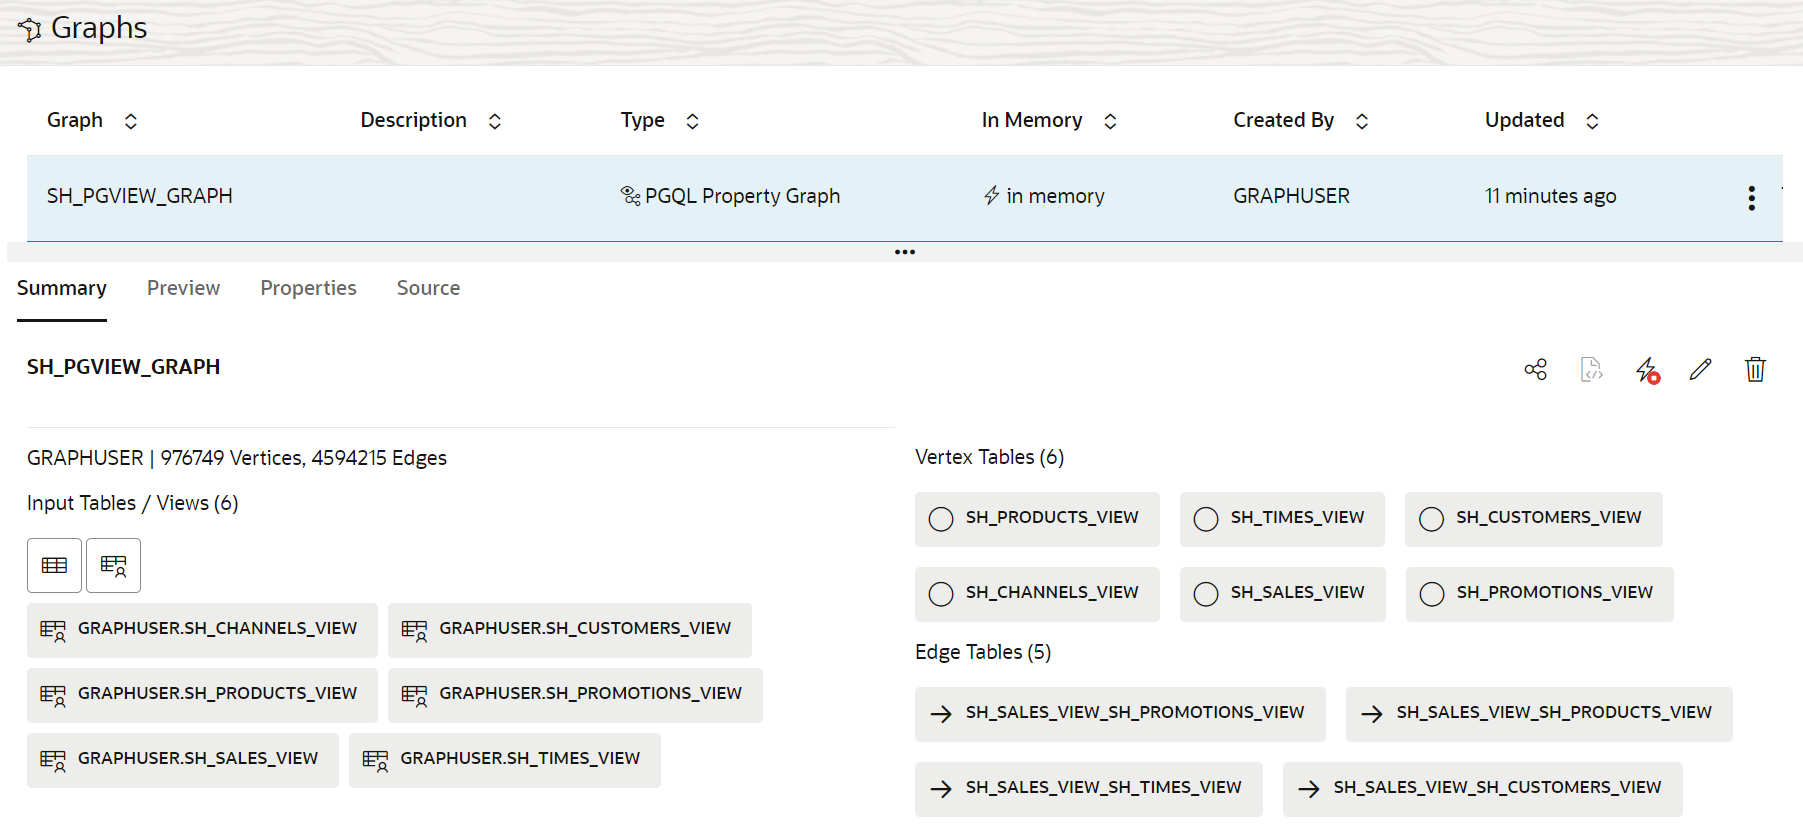 Graphs
Graph Description Type In Memory Created By Updated
SH_PGVIEW_GRAPH PGQL Property Graph in memory GRAPHUSER 11 minutes ago
Summary Preview Properties Source
SH_PGVIEW_GRAPH
GRAPHUSER | 976749 Vertices, 4594215 Edges
Input Tables / Views (6)
GRAPHUSER.SH_CHANNELS_VIEW GRAPHUSER.SH_CUSTOMERS_VIEW
GRAPHUSER.SH_PRODUCTS_VIEW GRAPHUSER.SH_PROMOTIONS_VIEW
GRAPHUSER.SH_SALES_VIEW GRAPHUSER.SH_TIMES_VIEW
Vertex Tables (6)
SH_PRODUCTS_VIEW SH_TIMES_VIEW SH_CUSTOMERS_VIEW
SH_CHANNELS_VIEW SH_SALES_VIEW SH_PROMOTIONS_VIEW
Edge Tables (5)
SH_SALES_VIEW_SH_PROMOTIONS_VIEW SH_SALES_VIEW_SH_PRODUCTS_VIEW
SH_SALES_VIEW_SH_TIMES_VIEW SH_SALES_VIEW_SH_CUSTOMERS_VIEW